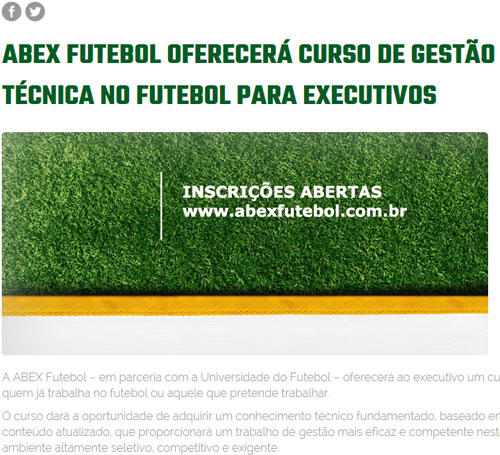 ABEX FUTEBOL OFERECERÁ CURSO DE GESTÃO
TÉCNICA NO FUTEBOL PARA EXECUTIVOS
INSCRIÇÕES ABERTAS
www.abexfutebol.com.br
A ABEX Futebol – em parceria com a Universidade do Futebol – oferecerá ao executivo um cu
quem já trabalha no futebol ou aquele que pretende trabalhar.
O curso dará a oportunidade de adquirir um conhecimento técnico fundamentado, baseado en
conteúdo atualizado, que proporcionará um trabalho de gestão mais eficaz e competente nest
ambiente altamente seletivo, competitivo e exigente.